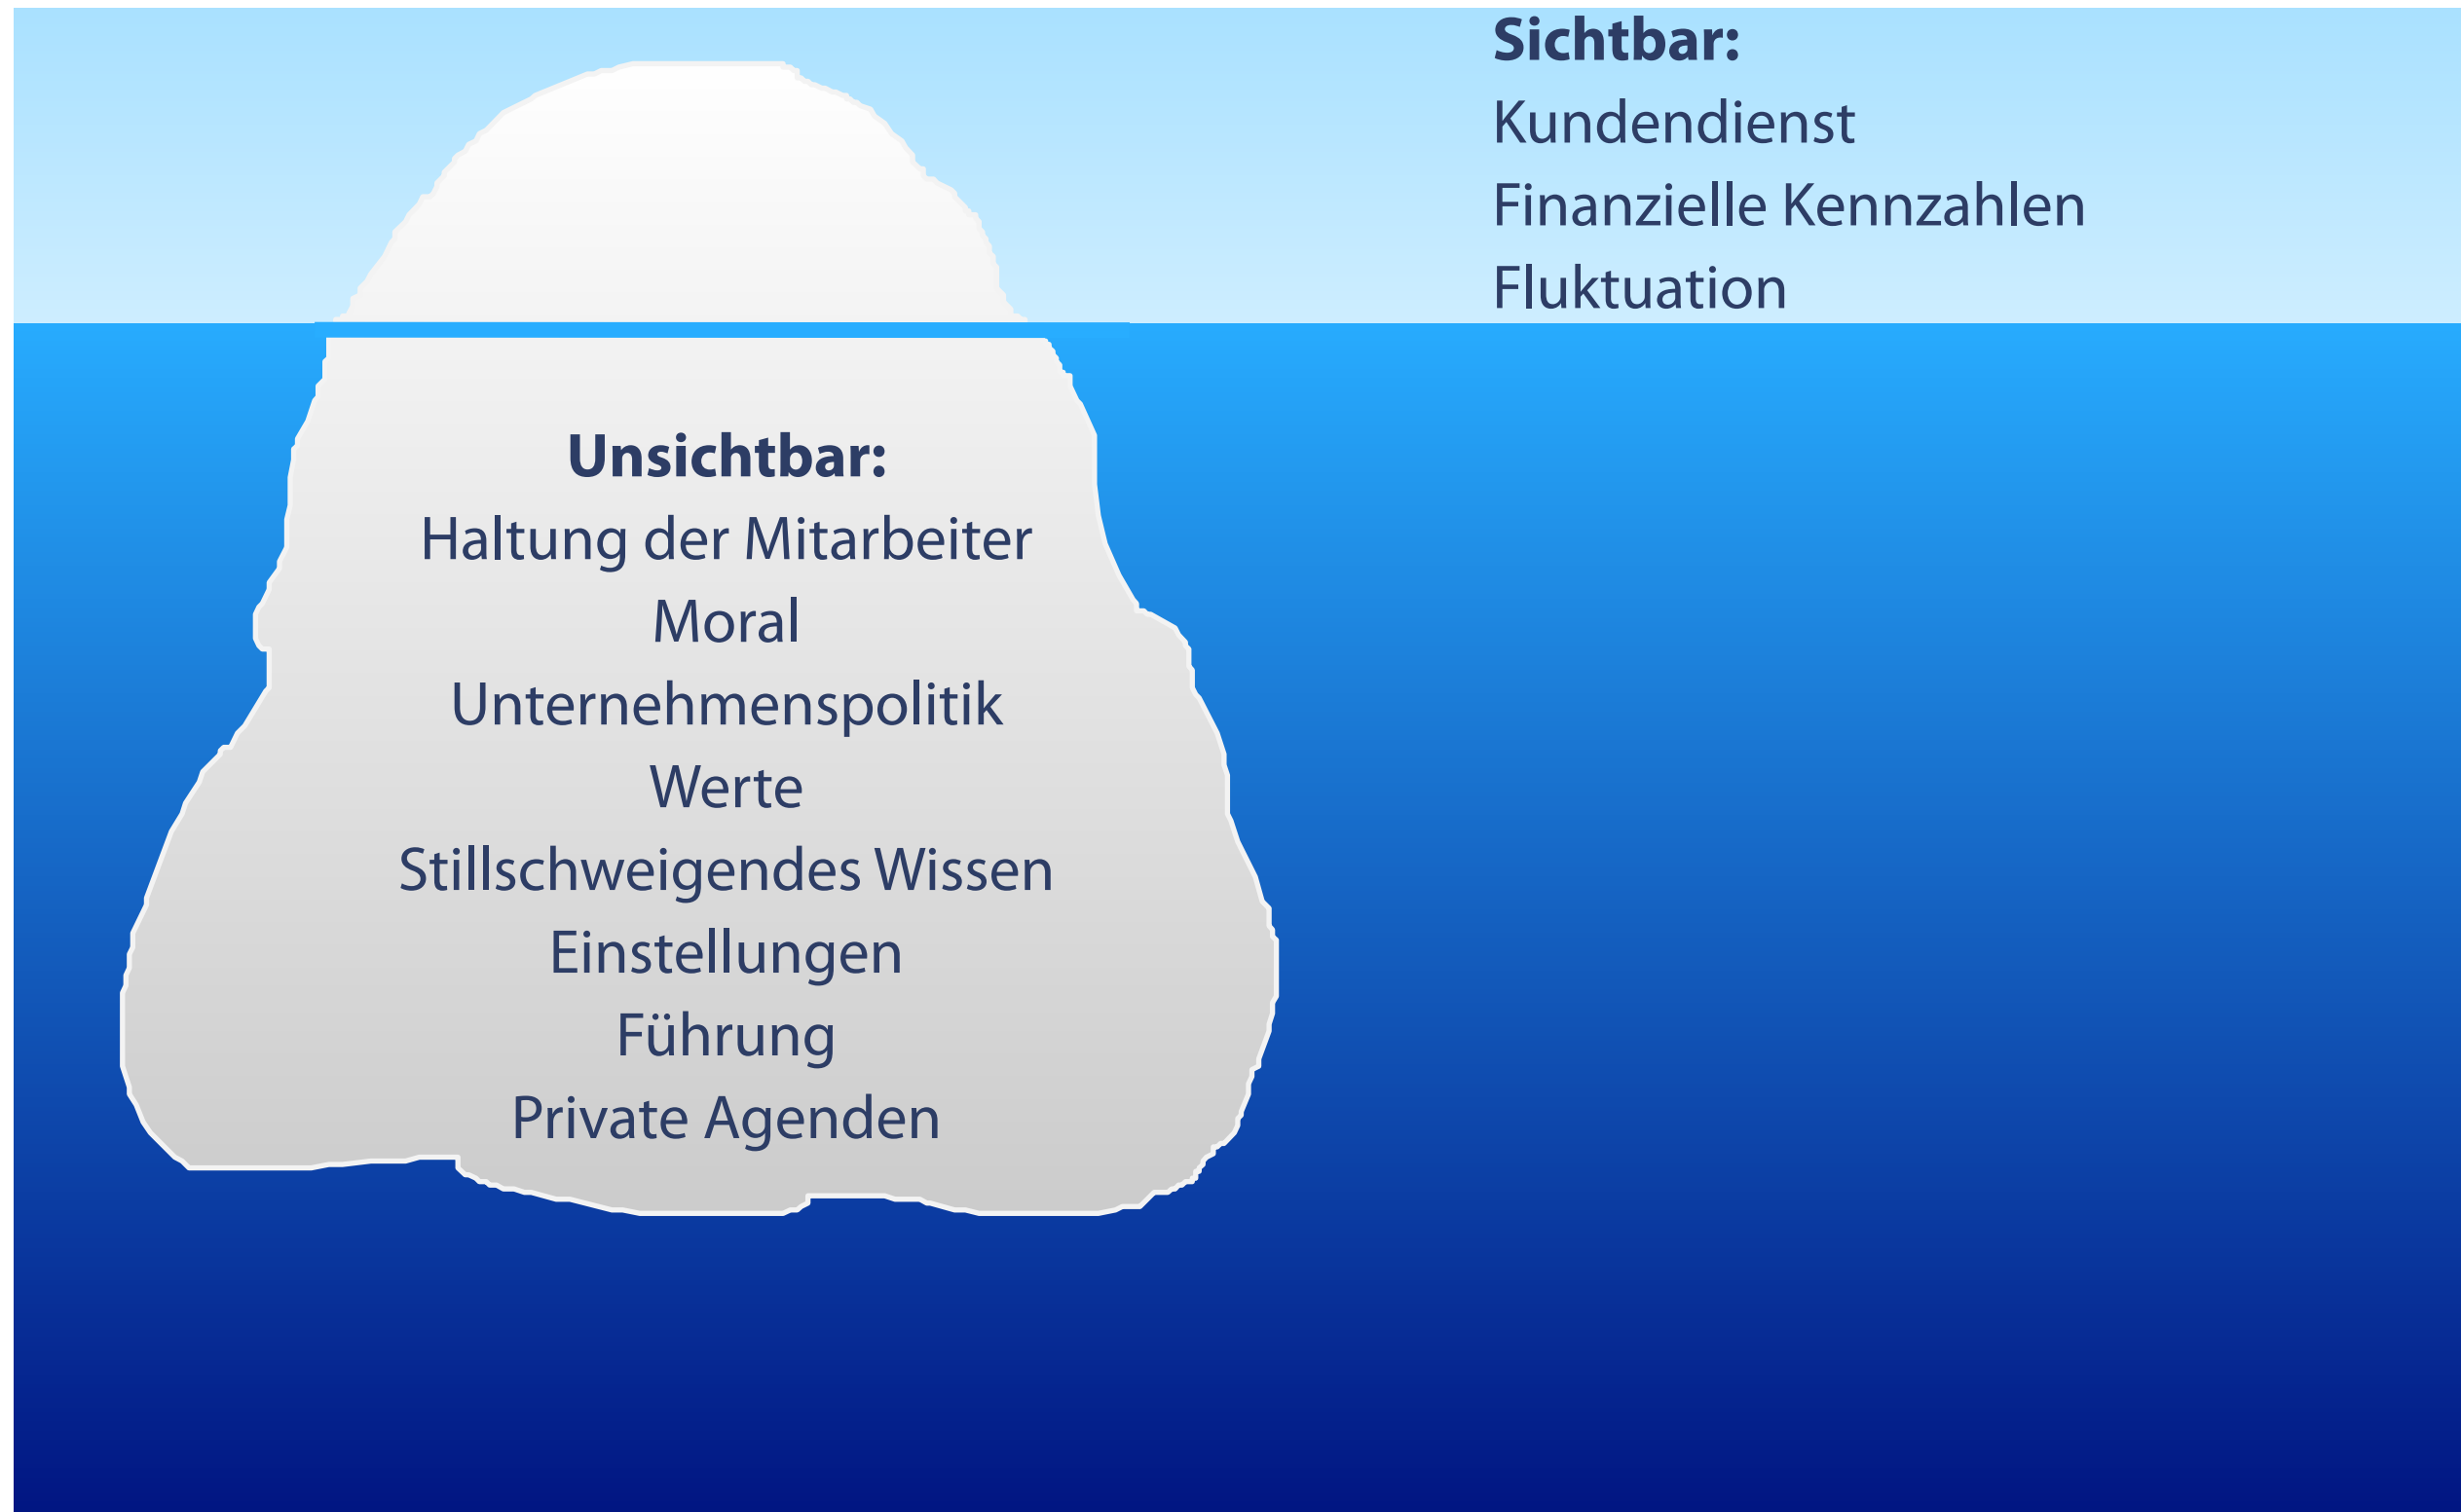 Sichtbar:
Kundendienst
Finanzielle Kennzahlen
Fluktuation
Unsichtbar:
Haltung der Mitarbeiter
Moral
Unternehmenspolitik
Werte
Stillschweigendes Wissen
Einstellungen
Führung
Private Agenden